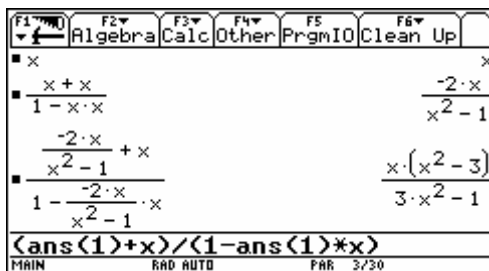 F1 F2 Algebra F3 Calc F4 Other F5 PrgmIO F6 Clean Up
▪ x x
▪ (x + x)/(1 - x·x) (-2·x)/(x² - 1)
▪ ((-2·x)/(x² - 1) + x)/(1 - (-2·x)/(x² - 1)·x) (x·(x² - 3))/(3·x² - 1)
(ans(1)+x)/(1-ans(1)*x)
MAIN RAD AUTO PAR 3/30